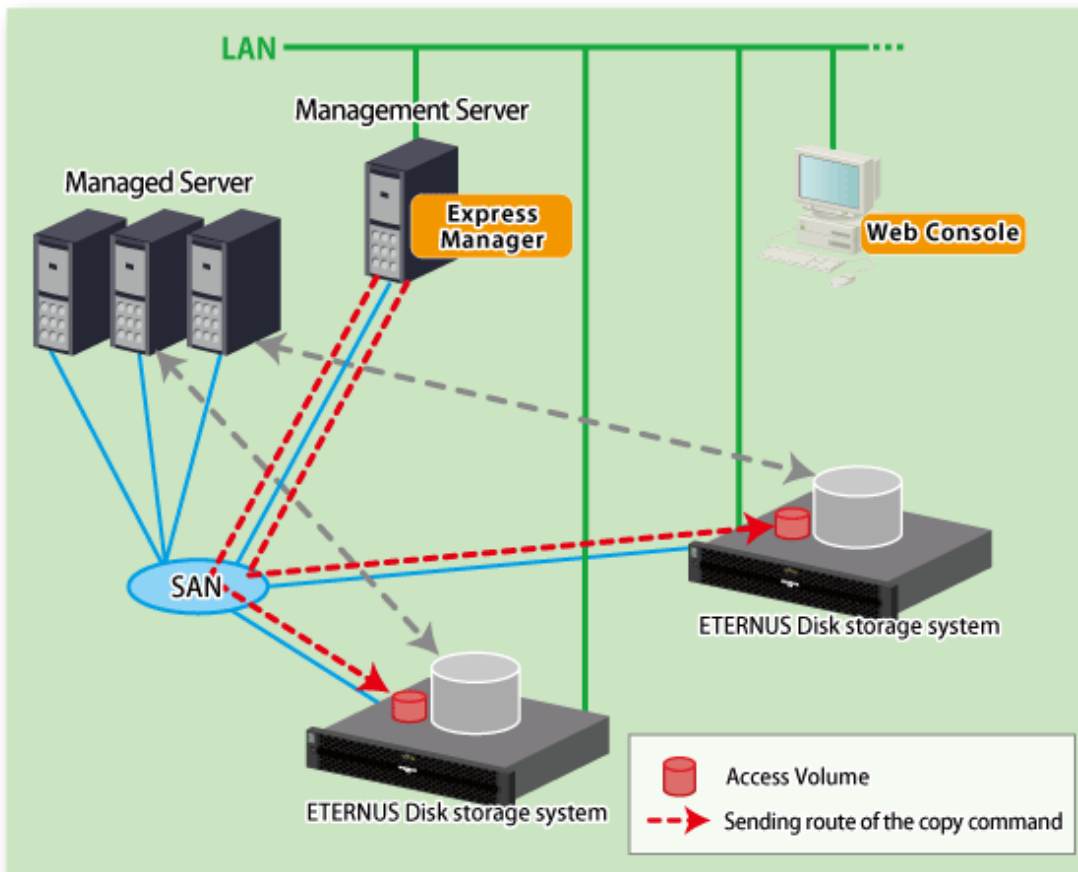 LAN
Management Server
Managed Server
Express
Manager
Web Console
SAN
ETERNUS Disk storage system
ETERNUS Disk storage system
Access Volume
Sending route of the copy command